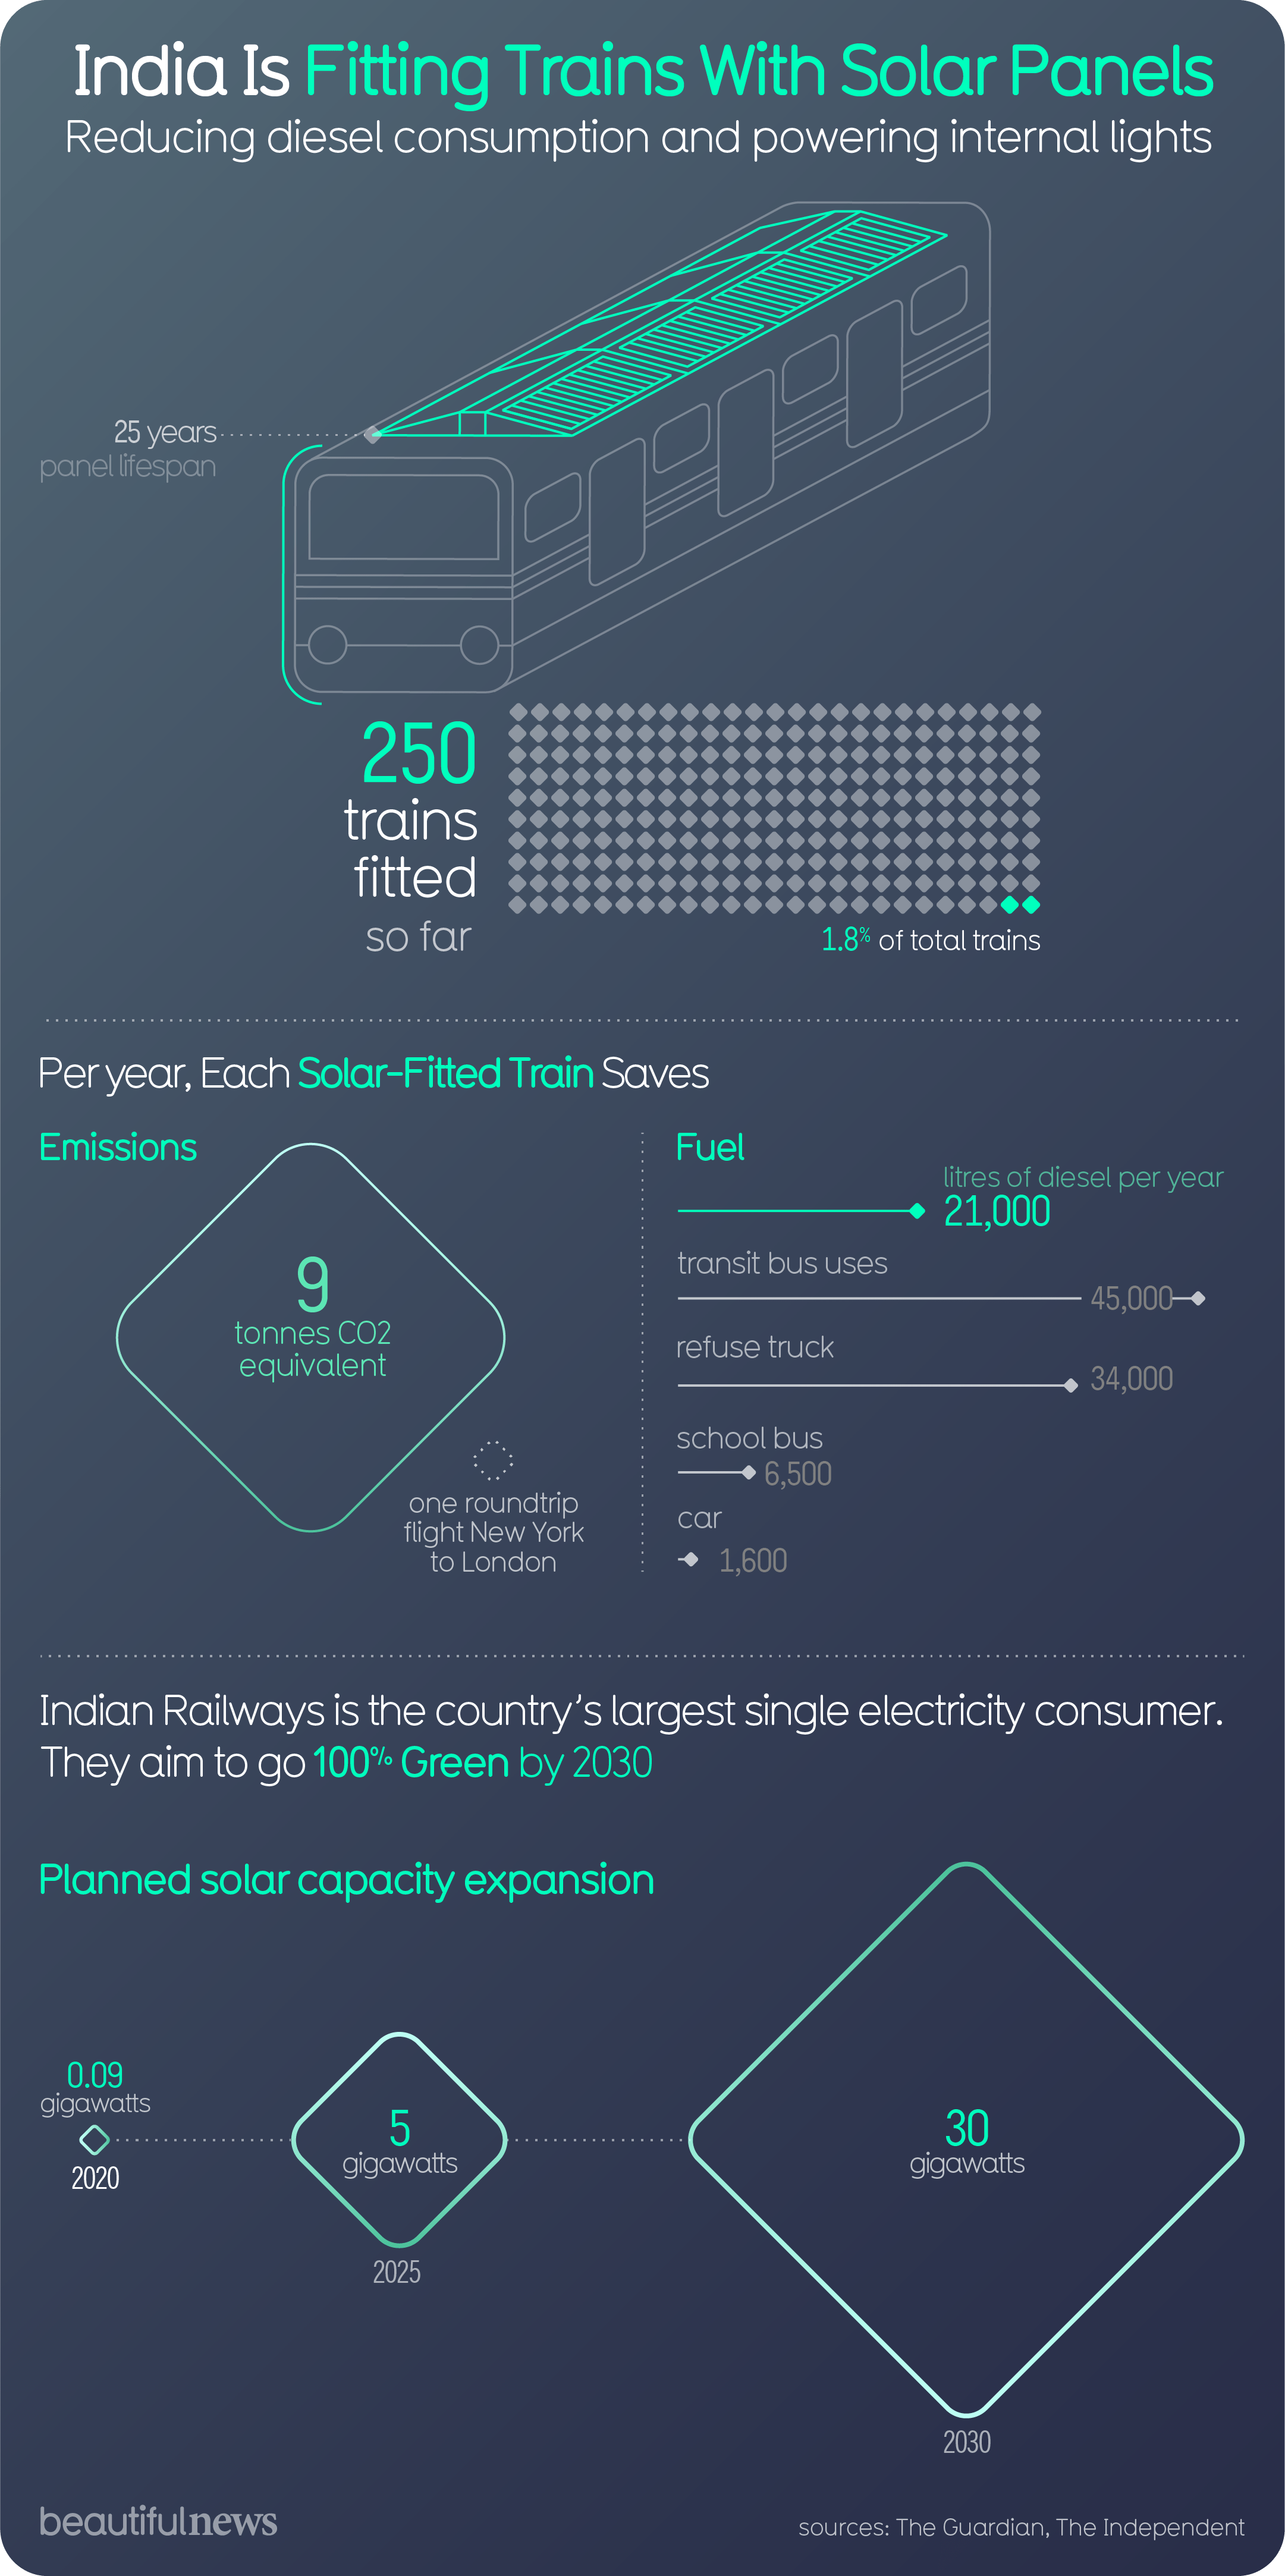 India Is Fitting Trains With Solar Panels
Reducing diesel consumption and powering internal lights
25 years
panel lifespan
250
trains
fitted
so far
1.8% of total trains
Per year, Each Solar-Fitted Train Saves
Emissions
9
tonnes CO2
equivalent
one roundtrip
flight New York
to London
Fuel
litres of diesel per year
21,000
transit bus uses
45,000
refuse truck
34,000
school bus
6,500
car
1,600
Indian Railways is the country's largest single electricity consumer.
They aim to go 100% Green by 2030
Planned solar capacity expansion
0.09
gigawatts
2020
5
gigawatts
2025
30
gigawatts
2030
beautifulnews
sources: The Guardian, The Independent